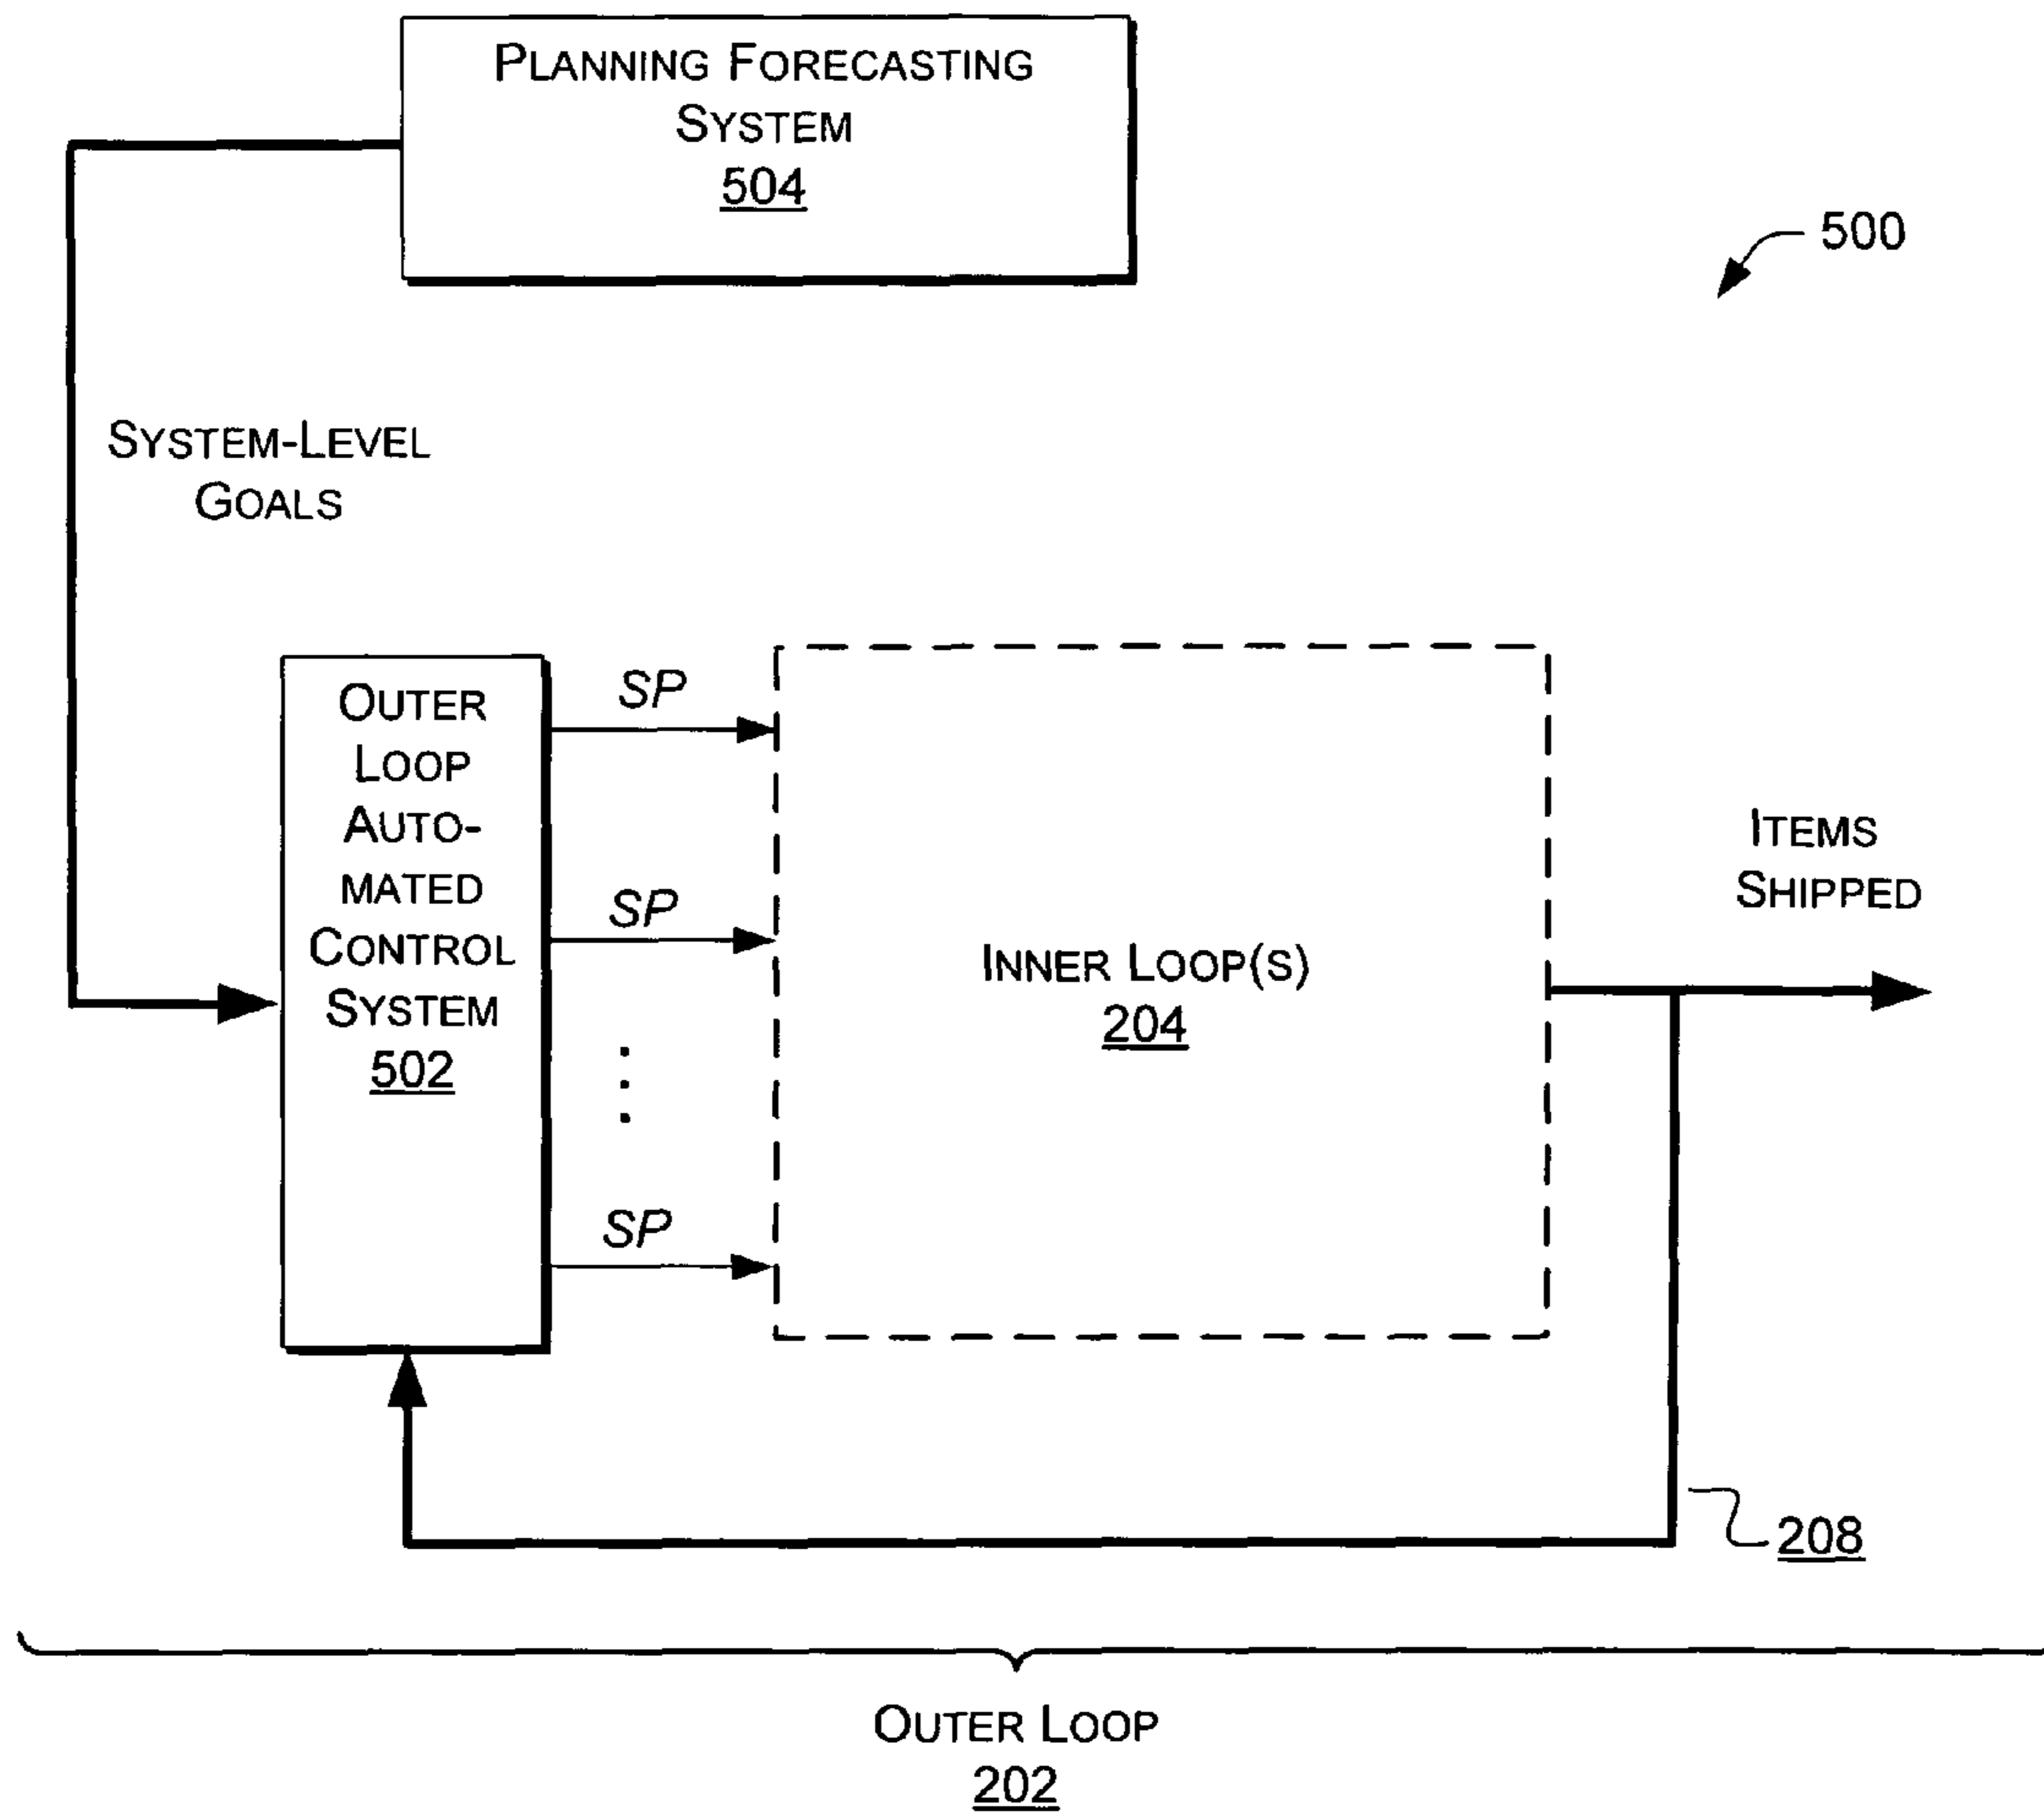 PLANNING FORECASTING
SYSTEM
504
500
SYSTEM-LEVEL
GOALS
OUTER
LOOP
AUTO-
MATED
CONTROL
SYSTEM
502
SP
SP
SP
INNER LOOP(S)
204
ITEMS
SHIPPED
208
OUTER LOOP
202